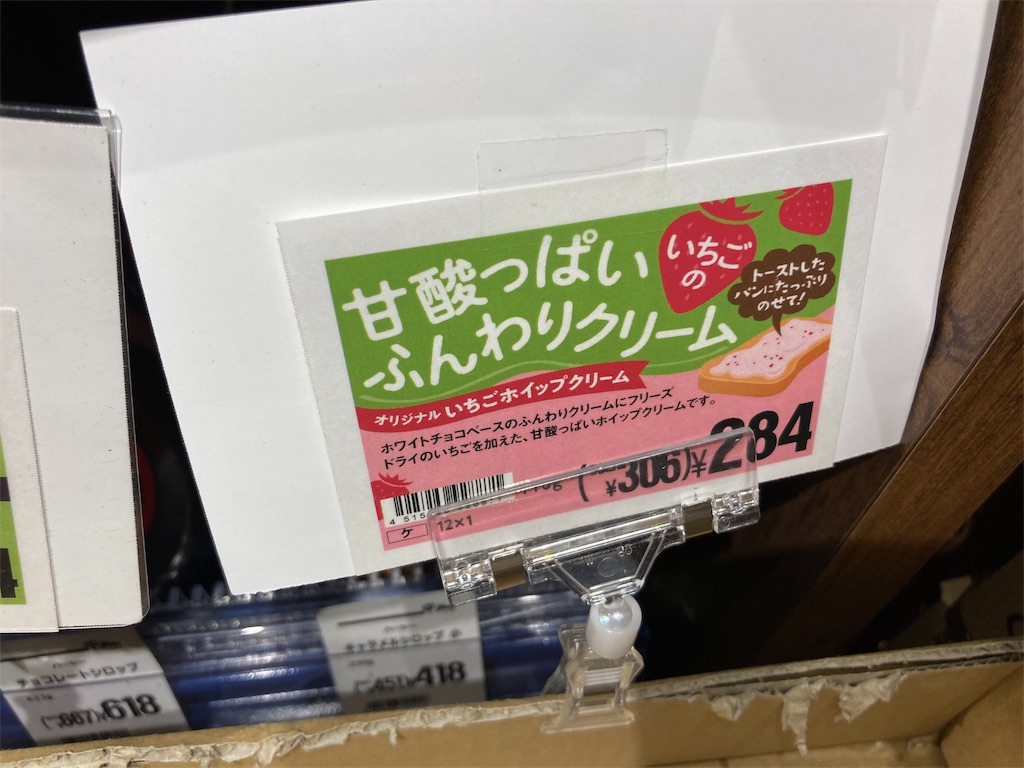 いちごの
甘酸っぱい
ふんわりクリーム
トーストした
パンにたっぷり
のせて!
オリジナル いちごホイップクリーム
ホワイトチョコベースのふんわりクリームにフリーズ
ドライのいちごを加えた、甘酸っぱいホイップクリームです。
¥306) ¥284
4 515
ケ 12×1
チョコレートシロップ
¥618
キャラメルシロップ
451) 418